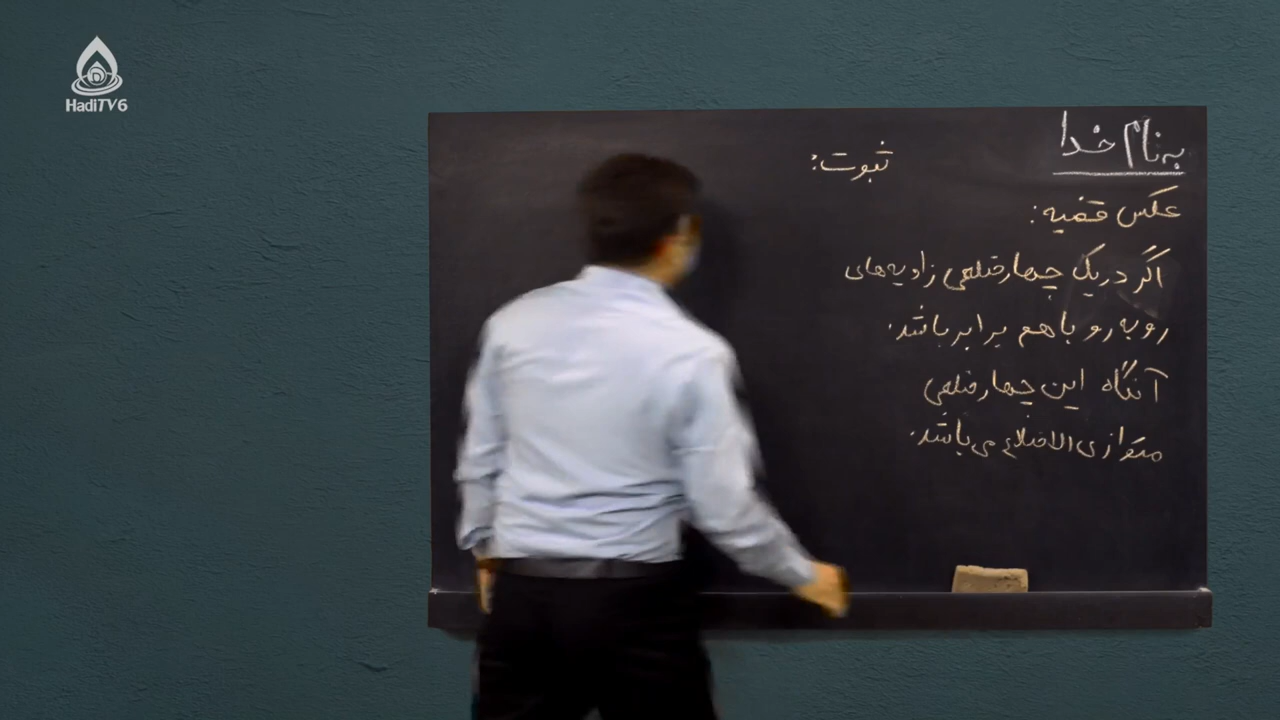 HadiTV6
به نام خدا
ثبوت:
عکس قضیه:
اگر در یک چهارضلعی زاویه های
روبه رو باهم برابر باشد.
آنگاه این چهارضلعی
متوازی الاضلاع می باشد.